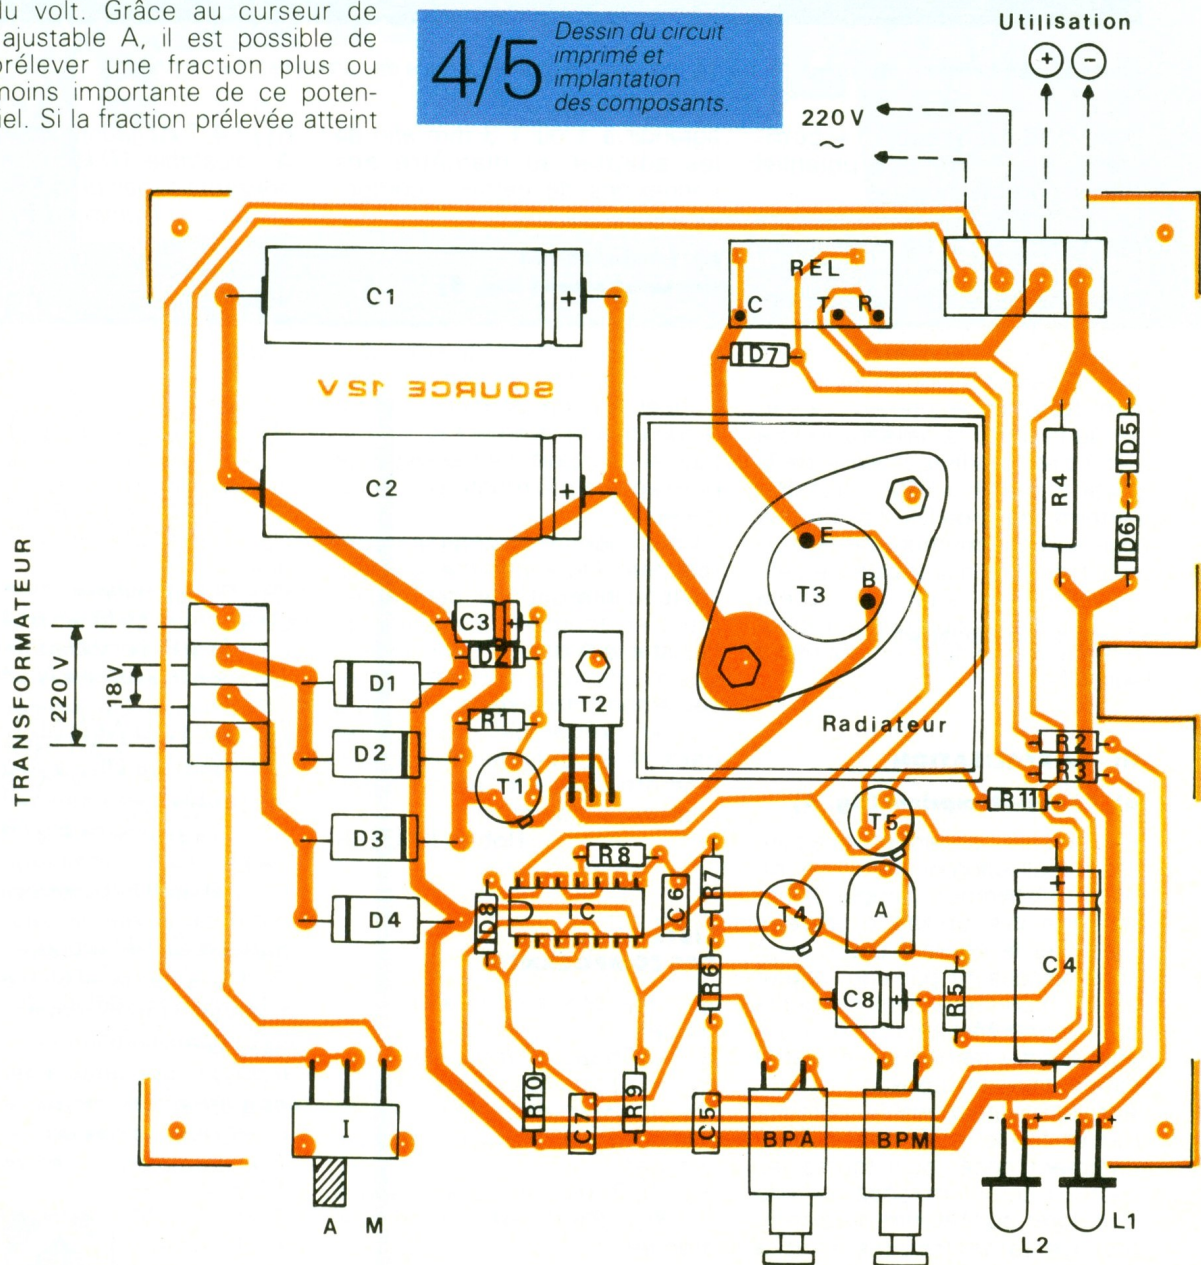 du volt. Grâce au curseur de
ajustable A, il est possible de
prélever une fraction plus ou
moins importante de ce poten-
iel. Si la fraction prélevée atteint
4/5
Dessin du circuit
imprimé et
implantation
des composants.
Utilisation
+ −
220 V
~
C1
+
REL
C T R
D7
SOURCE 12V
C2
+
D5
R4
D6
E
B
T3
TRANSFORMATEUR
220 V
18V
C3
+
DZ
D1
R1
T2
Radiateur
D2
T1
R2
R3
R11
D3
T5
R8
R7
C6
D8
IC
T4
A
D4
+
C4
R6
C8
+
R5
R10
C7
R9
C5
BPA
BPM
- +
- +
I
A M
L2
L1